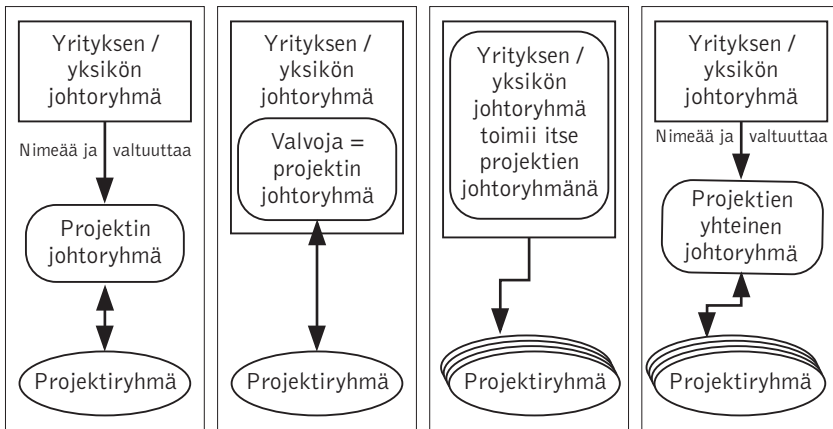 Yrityksen /
yksikön
johtoryhmä
Nimeää ja valtuuttaa
Projektin
johtoryhmä
Projektiryhmä
Yrityksen /
yksikön
johtoryhmä
Valvoja =
projektin
johtoryhmä
Projektiryhmä
Yrityksen /
yksikön
johtoryhmä
toimii itse
projektien
johtoryhmänä
Projektiryhmä
Yrityksen /
yksikön
johtoryhmä
Nimeää ja valtuuttaa
Projektien
yhteinen
johtoryhmä
Projektiryhmä